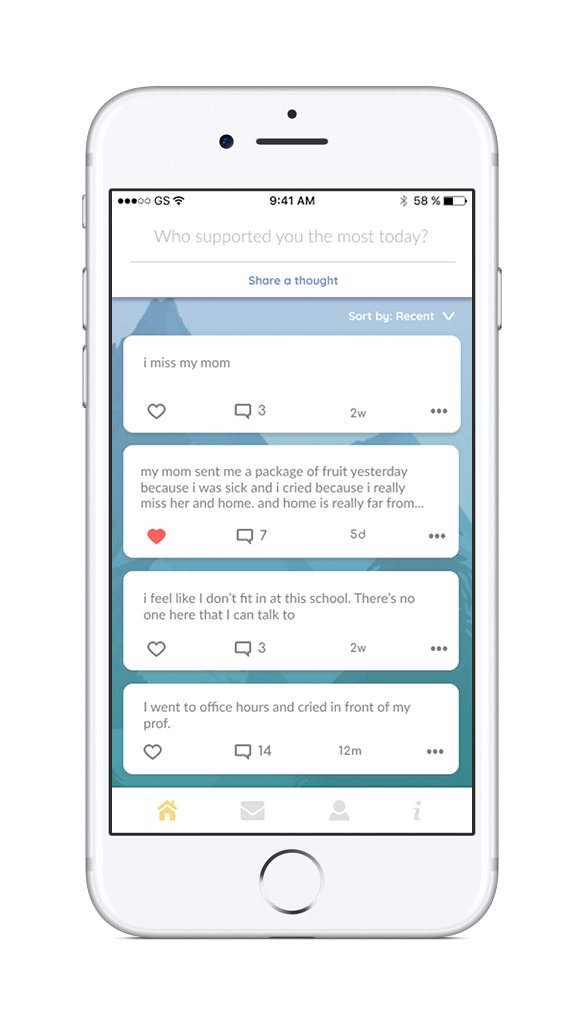 GS 9:41 AM 58 %
Who supported you the most today?
Share a thought
Sort by: Recent
i miss my mom
3 2w
my mom sent me a package of fruit yesterday
because i was sick and i cried because i really
miss her and home. and home is really far from...
7 5d
i feel like I don’t fit in at this school. There’s no
one here that I can talk to
3 2w
I went to office hours and cried in front of my
prof.
14 12m